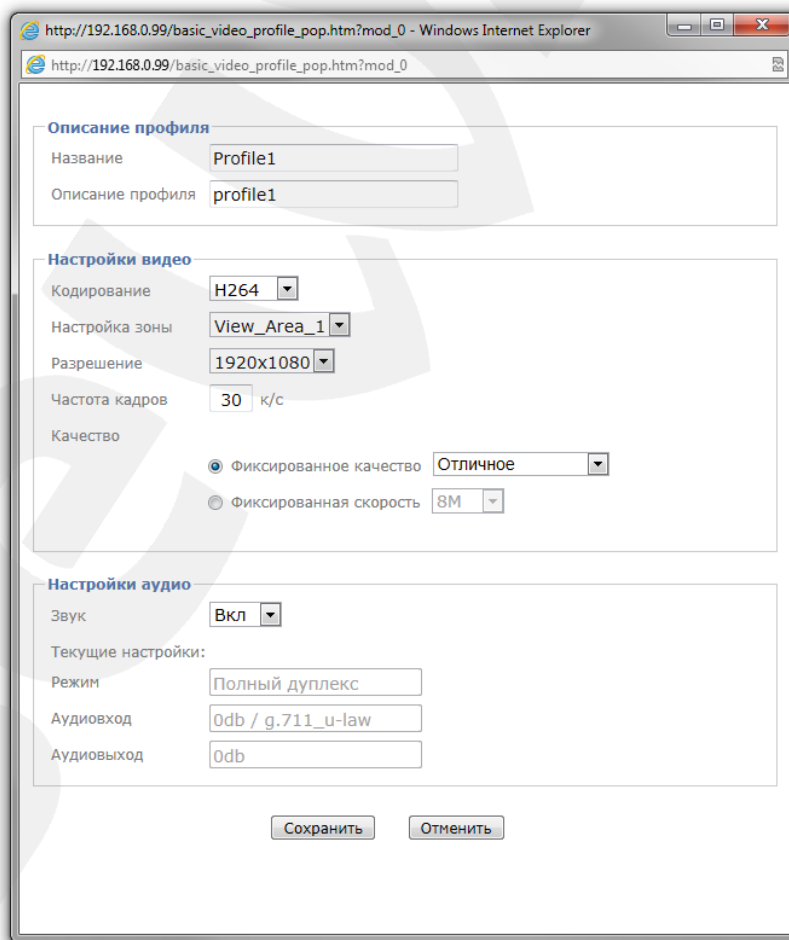 http://192.168.0.99/basic_video_profile_pop.htm?mod_0 - Windows Internet Explorer
http://192.168.0.99/basic_video_profile_pop.htm?mod_0
Описание профиля
Название Profile1
Описание профиля profile1
Настройки видео
Кодирование H264
Настройка зоны View_Area_1
Разрешение 1920x1080
Частота кадров 30 к/с
Качество
Фиксированное качество Отличное
Фиксированная скорость 8M
Настройки аудио
Звук Вкл
Текущие настройки:
Режим Полный дуплекс
Аудиовход 0db / g.711_u-law
Аудиовыход 0db
Сохранить Отменить